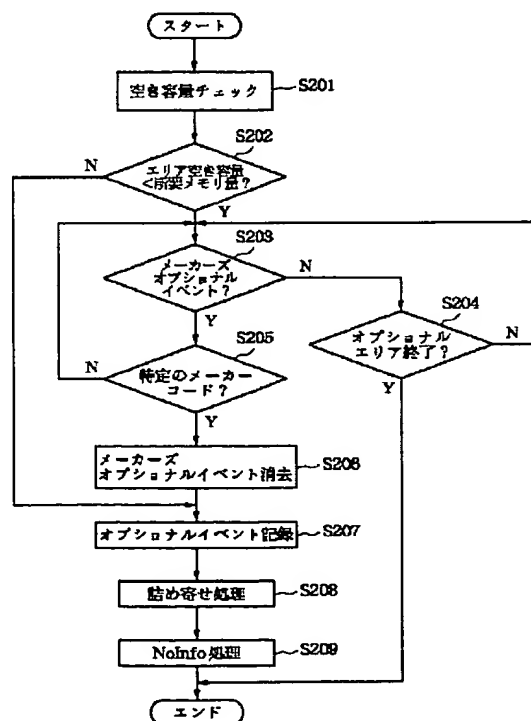 スタート
空き容量チェック
S201
S202
エリア空き容量
<所要メモリ量?
N
Y
S203
メーカーズ
オプショナル
イベント?
N
Y
S204
オプショナル
エリア終了?
N
Y
S205
特定のメーカー
コード?
N
Y
メーカーズ
オプショナルイベント消去
S206
オプショナルイベント記録
S207
詰め寄せ処理
S208
NoInfo処理
S209
エンド